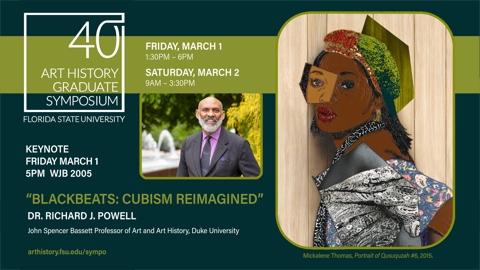 40
ART HISTORY
GRADUATE
SYMPOSIUM
FLORIDA STATE UNIVERSITY
FRIDAY, MARCH 1
1:30PM – 6PM
SATURDAY, MARCH 2
9AM – 3:30PM
KEYNOTE
FRIDAY MARCH 1
5PM WJB 2005
“BLACKBEATS: CUBISM REIMAGINED”
DR. RICHARD J. POWELL
John Spencer Bassett Professor of Art and Art History, Duke University
arthistory.fsu.edu/sympo
Mickalene Thomas, Portrait of Qusuquzah #5, 2015.